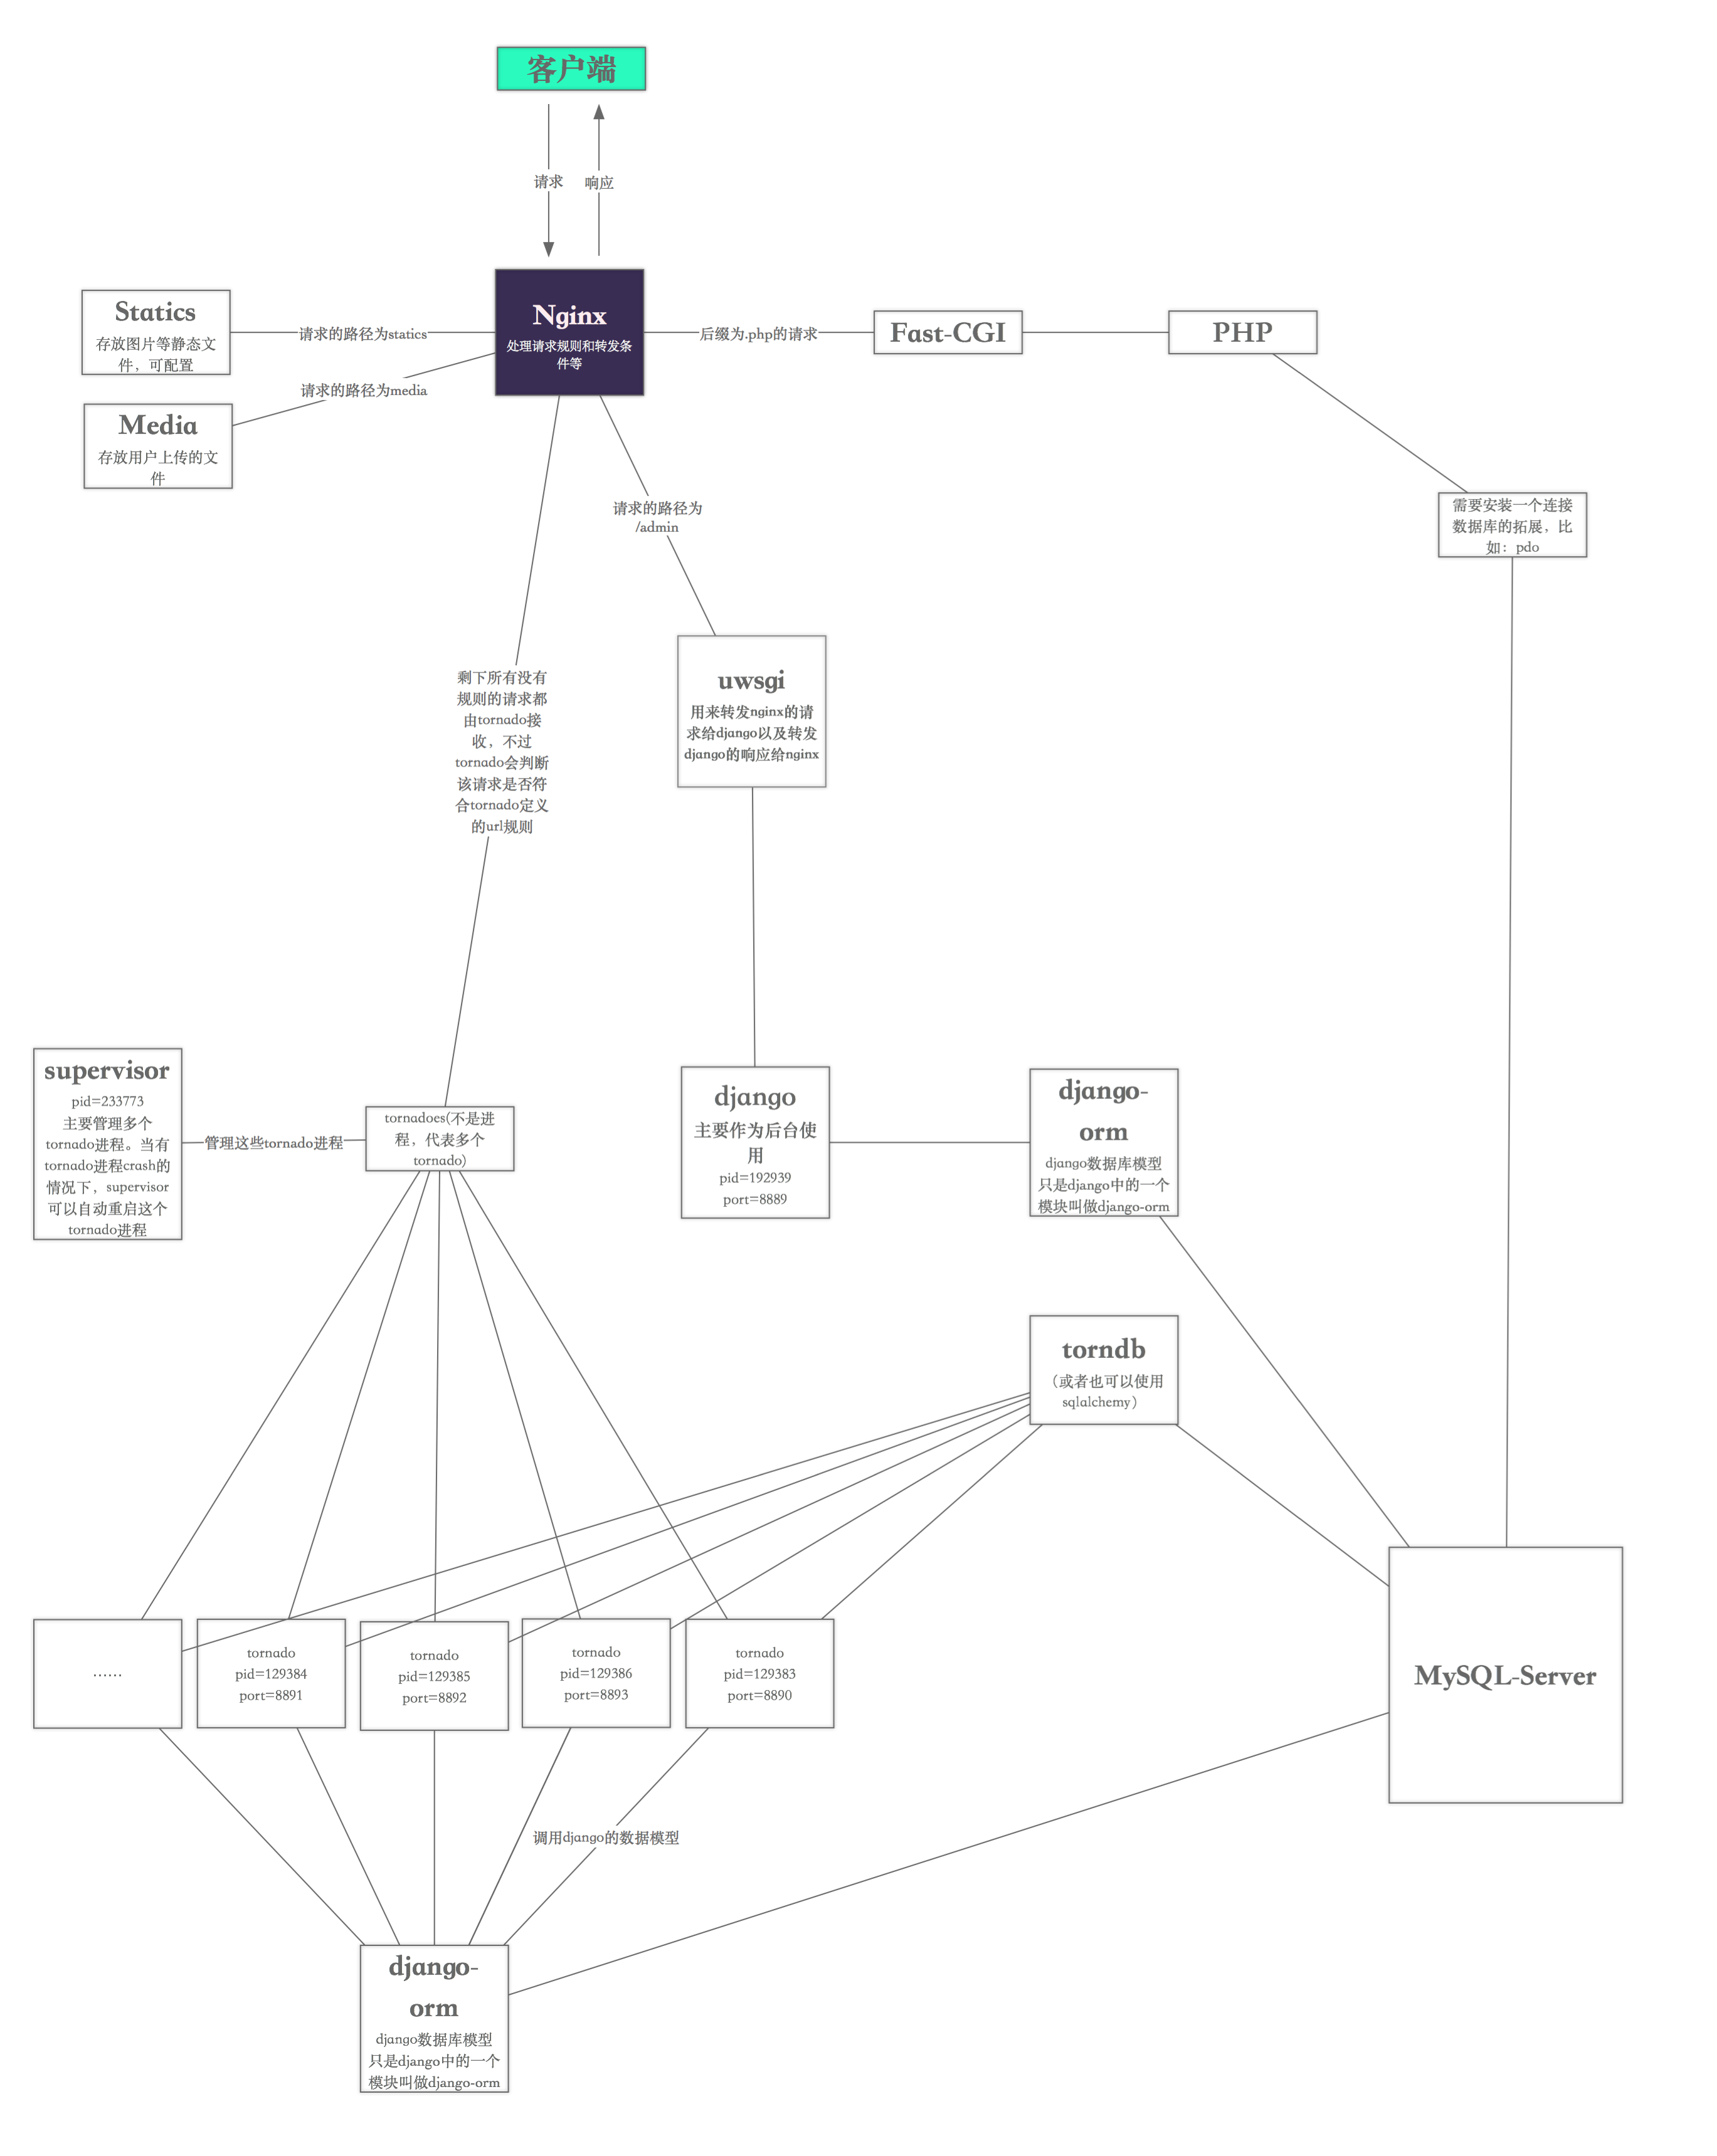 客户端
请求
响应
Statics
存放图片等静态文
件，可配置
请求的路径为statics
Nginx
处理请求规则和转发条
件等
后缀为.php的请求
Fast-CGI
PHP
请求的路径为media
Media
存放用户上传的文
件
请求的路径为
/admin
需要安装一个连接
数据库的拓展，比
如：pdo
剩下所有没有
规则的请求都
由tornado接
收，不过
tornado会判断
该请求是否符
合tornado定义
的url规则
uwsgi
用来转发nginx的请
求给django以及转发
django的响应给nginx
supervisor
pid=233773
主要管理多个
tornado进程。当有
tornado进程crash的
情况下，supervisor
可以自动重启这个
tornado进程
管理这些tornado进程
tornadoes(不是进
程，代表多个
tornado)
django
主要作为后台使
用
pid=192939
port=8889
django-
orm
django数据库模型
只是django中的一个
模块叫做django-orm
torndb
（或者也可以使用
sqlalchemy）
……
tornado
pid=129384
port=8891
tornado
pid=129385
port=8892
tornado
pid=129386
port=8893
tornado
pid=129383
port=8890
MySQL-Server
调用django的数据模型
django-
orm
django数据库模型
只是django中的一个
模块叫做django-orm